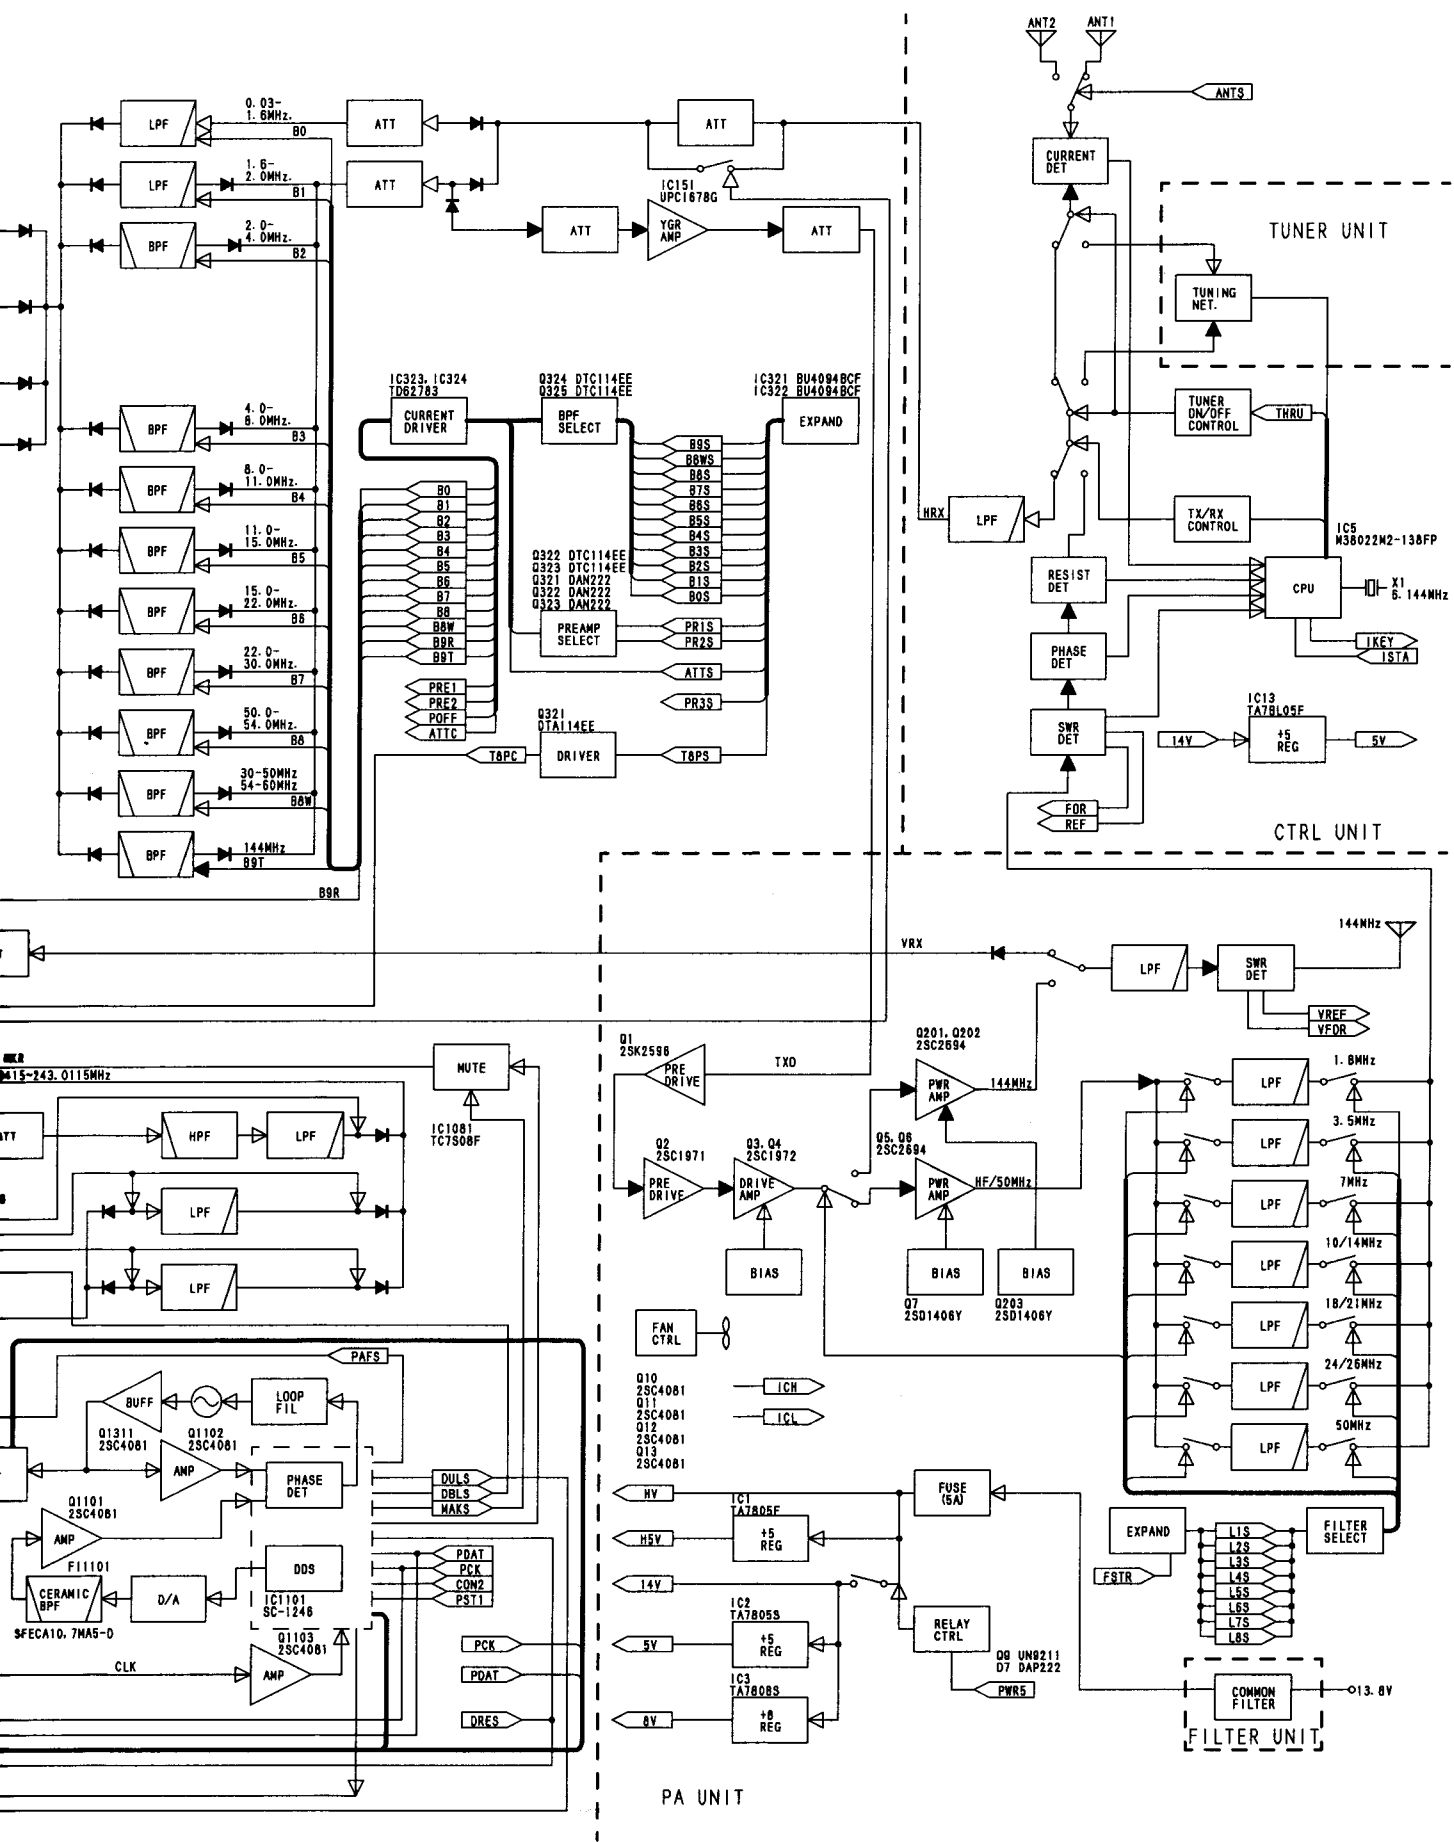 ANT2
ANT1
ANTS
CURRENT
DET
TUNER UNIT
TUNING
NET.
LPF
0.03-
1.6MHz.
B0
ATT
ATT
LPF
1.6-
2.0MHz.
B1
ATT
IC151
UPC1678G
BPF
2.0-
4.0MHz.
B2
ATT
YGR
AMP
ATT
IC323, IC324
TD62783
CURRENT
DRIVER
Q324 DTC114EE
Q325 DTC114EE
BPF
SELECT
IC321 BU4094BCF
IC322 BU4094BCF
EXPAND
BPF
4.0-
8.0MHz.
B3
BPF
8.0-
11.0MHz.
B4
BPF
11.0-
15.0MHz.
B5
BPF
15.0-
22.0MHz.
B6
BPF
22.0-
30.0MHz.
B7
BPF
50.0-
54.0MHz.
B8
BPF
30-50MHz
54-60MHz
B8W
BPF
144MHz
B9T
B9R
B0
B1
B2
B3
B4
B5
B6
B7
B8
B8W
B9R
B9T
PRE1
PRE2
POFF
ATTC
B9S
B8WS
B8S
B7S
B6S
B5S
B4S
B3S
B2S
B1S
B0S
Q322 DTC114EE
Q323 DTC114EE
Q321 DAN222
Q322 DAN222
Q323 DAN222
PREAMP
SELECT
PR1S
PR2S
ATTS
PR3S
Q321
DTA114EE
T8PC
DRIVER
T8PS
TUNER
ON/OFF
CONTROL
THRU
HRX
LPF
TX/RX
CONTROL
IC5
M38022M2-138FP
RESIST
DET
CPU
X1
6.144MHz
PHASE
DET
IKEY
ISTA
SWR
DET
IC13
TA78L05F
14V
+5
REG
5V
FOR
REF
CTRL UNIT
VRX
LPF
SWR
DET
144MHz
VREF
VFOR
415~243.0115MHz
MUTE
IC1081
TC7S08F
HPF
LPF
LPF
LPF
Q1
2SK2596
PRE
DRIVE
TXD
Q201, Q202
2SC2694
PWR
AMP
144MHz
Q2
2SC1971
PRE
DRIVE
Q3, Q4
2SC1972
DRIVE
AMP
Q5, Q6
2SC2694
PWR
AMP
HF/50MHz
BIAS
BIAS
Q7
2SD1406Y
BIAS
Q203
2SD1406Y
LPF
1.8MHz
LPF
3.5MHz
LPF
7MHz
LPF
10/14MHz
LPF
18/21MHz
LPF
24/26MHz
LPF
50MHz
FAN
CTRL
Q10
2SC4081
Q11
2SC4081
Q12
2SC4081
Q13
2SC4081
ICH
ICL
PAFS
BUFF
LOOP
FIL
Q1311
2SC4081
Q1102
2SC4081
AMP
PHASE
DET
DULS
DBLS
MAKS
Q1101
2SC4081
AMP
FI1101
CERAMIC
BPF
SFECA10.7MA5-D
D/A
DDS
IC1101
SC-1246
PDAT
PCK
CON2
PST1
Q1103
2SC4081
CLK
AMP
PCK
PDAT
DRES
HV
FUSE
(5A)
IC1
TA7805F
H5V
+5
REG
14V
IC2
TA7805S
5V
+5
REG
RELAY
CTRL
Q9 UN9211
D7 DAP222
PWR5
IC3
TA7808S
8V
+8
REG
EXPAND
FSTR
L1S
L2S
L3S
L4S
L5S
L6S
L7S
L8S
FILTER
SELECT
COMMON
FILTER
13.8V
FILTER UNIT
PA UNIT